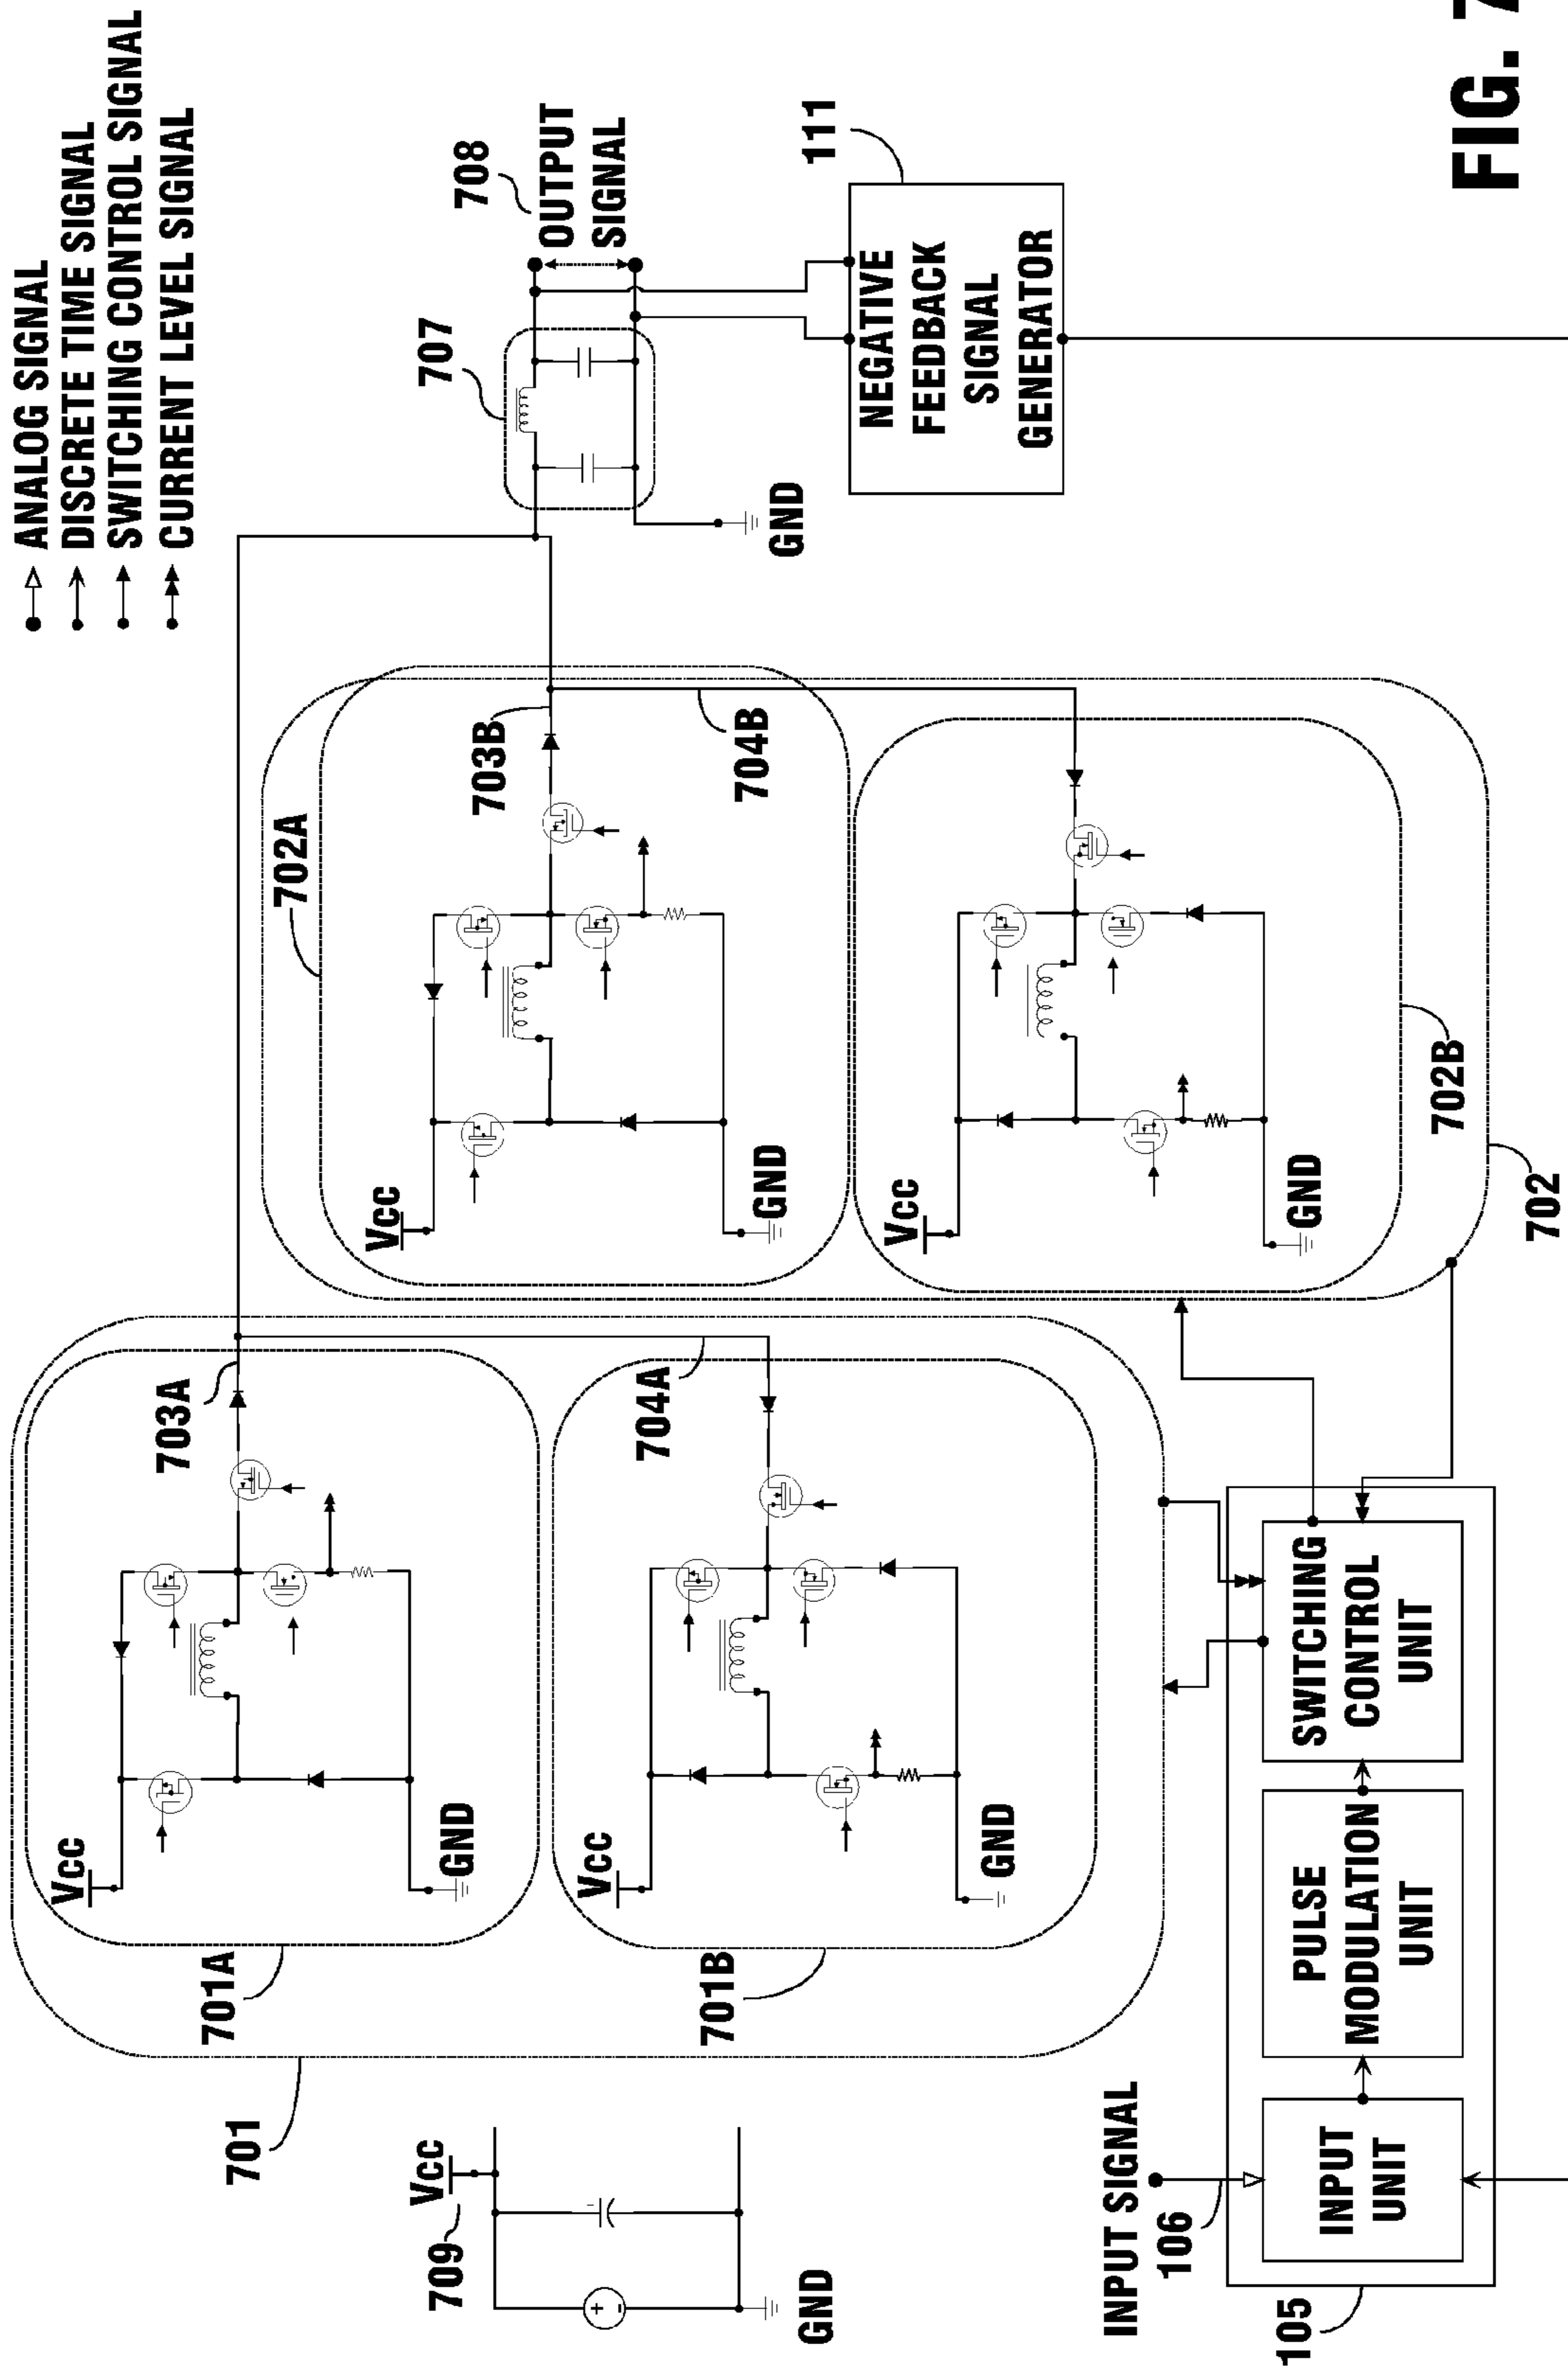 ANALOG SIGNAL
DISCRETE TIME SIGNAL
SWITCHING CONTROL SIGNAL
CURRENT LEVEL SIGNAL
701
701A
Vcc
GND
703A
701B
Vcc
GND
704A
702A
Vcc
GND
703B
704B
Vcc
GND
702B
702
707
708
OUTPUT
SIGNAL
GND
111
NEGATIVE
FEEDBACK
SIGNAL
GENERATOR
709
Vcc
+
-
GND
INPUT SIGNAL
106
105
INPUT
UNIT
PULSE
MODULATION
UNIT
SWITCHING
CONTROL
UNIT
FIG. 7